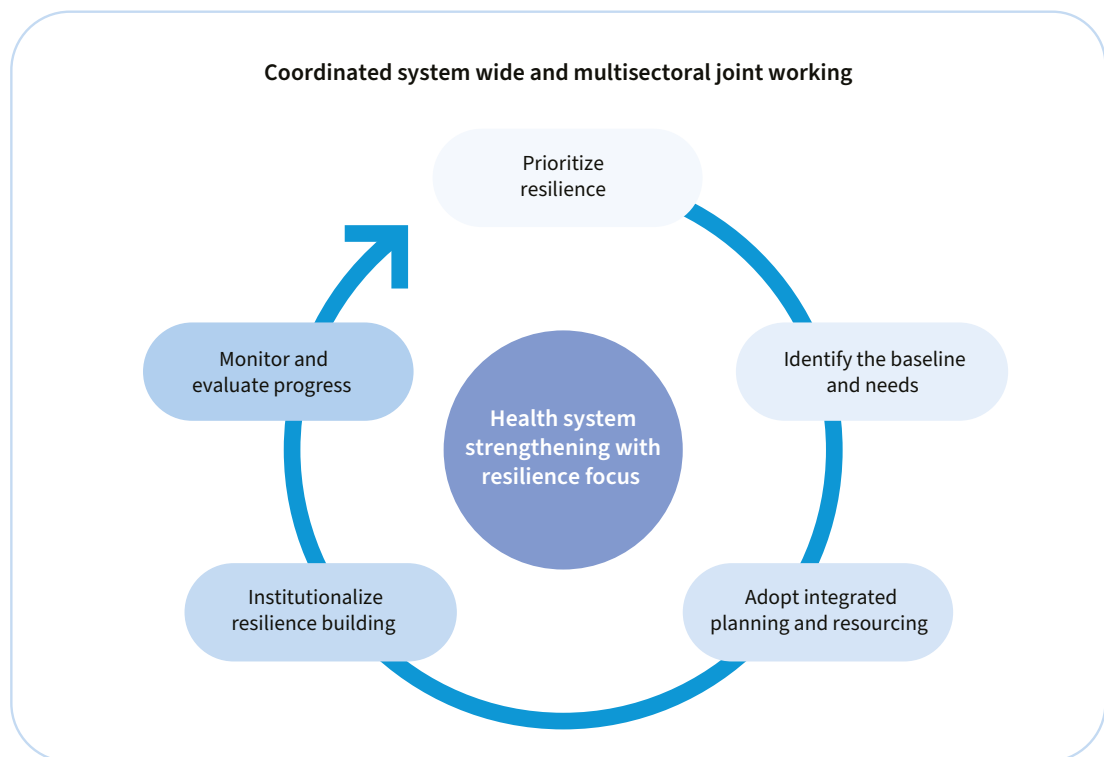 Coordinated system wide and multisectoral joint working
Prioritize
resilience
Identify the baseline
and needs
Adopt integrated
planning and resourcing
Institutionalize
resilience building
Monitor and
evaluate progress
Health system
strengthening with
resilience focus